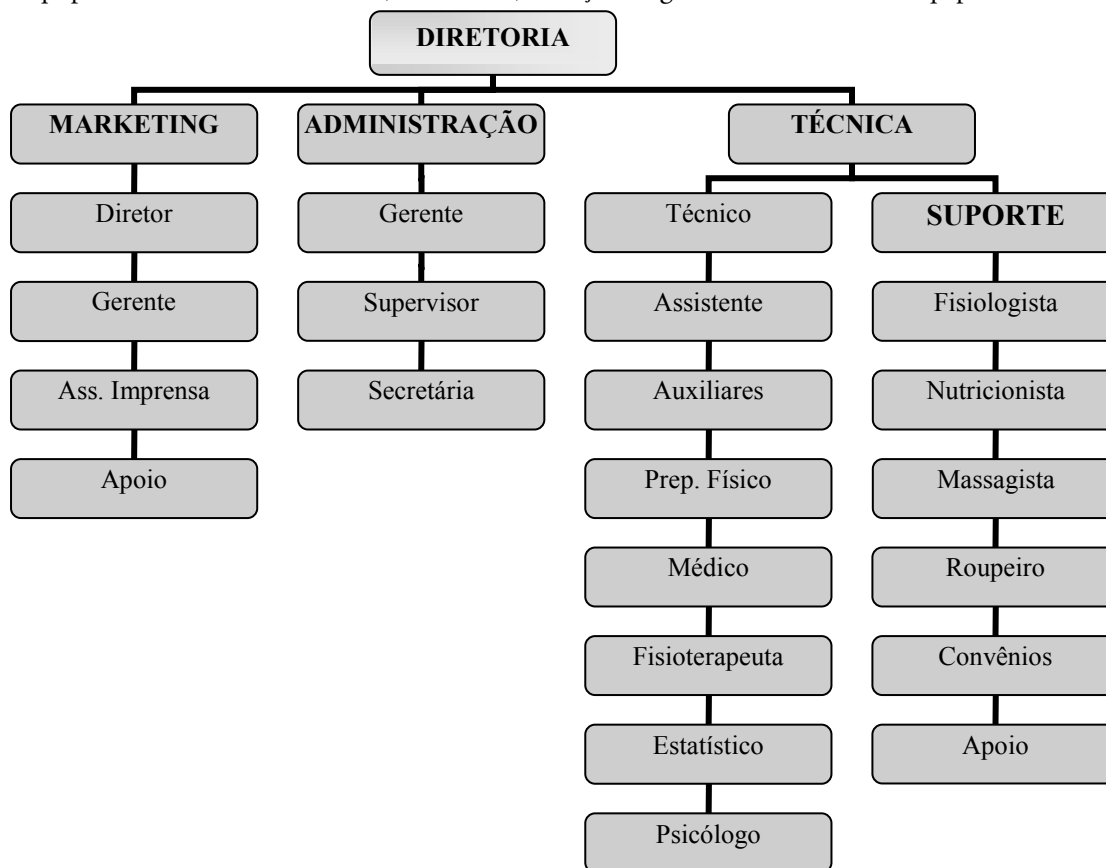 DIRETORIA
MARKETING
Diretor
Gerente
Ass. Imprensa
Apoio
ADMINISTRAÇÃO
Gerente
Supervisor
Secretária
TÉCNICA
Técnico
Assistente
Auxiliares
Prep. Físico
Médico
Fisioterapeuta
Estatístico
Psicólogo
SUPORTE
Fisiologista
Nutricionista
Massagista
Roupeiro
Convênios
Apoio